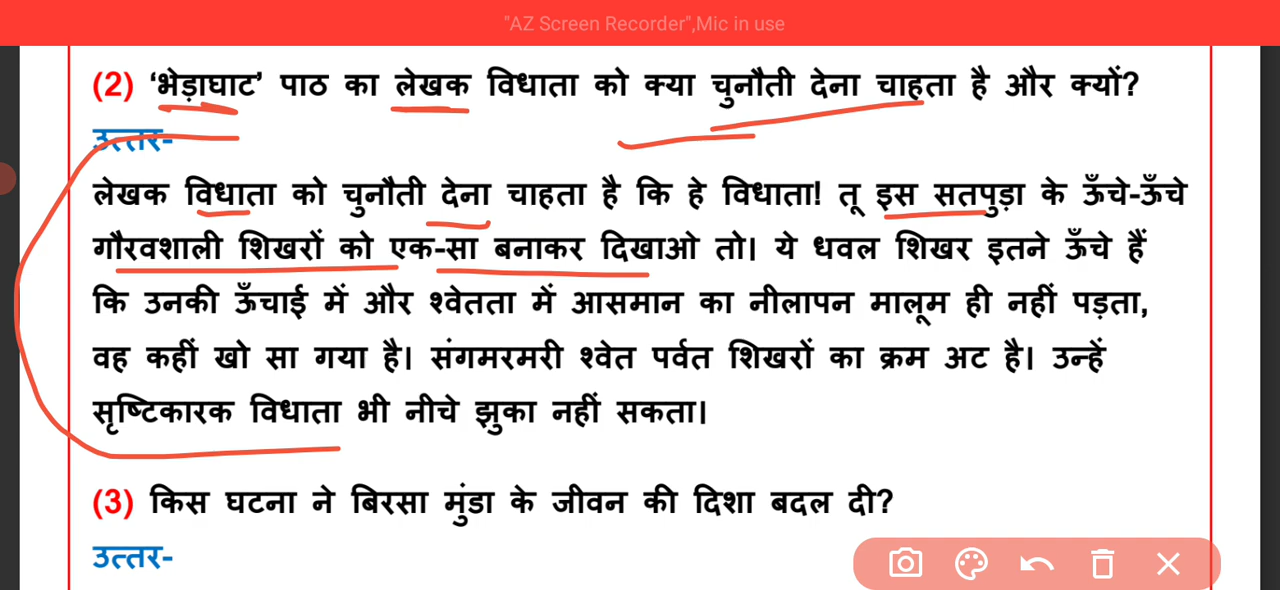 "AZ Screen Recorder",Mic in use
(2) ‘भेड़ाघाट’ पाठ का लेखक विधाता को क्या चुनौती देना चाहता है और क्यों?
उत्तर-
लेखक विधाता को चुनौती देना चाहता है कि हे विधाता! तू इस सतपुड़ा के ऊँचे-ऊँचे
गौरवशाली शिखरों को एक-सा बनाकर दिखाओ तो। ये धवल शिखर इतने ऊँचे हैं
कि उनकी ऊँचाई में और श्वेतता में आसमान का नीलापन मालूम ही नहीं पड़ता,
वह कहीं खो सा गया है। संगमरमरी श्वेत पर्वत शिखरों का क्रम अट है। उन्हें
सृष्टिकारक विधाता भी नीचे झुका नहीं सकता।
(3) किस घटना ने बिरसा मुंडा के जीवन की दिशा बदल दी?
उत्तर-